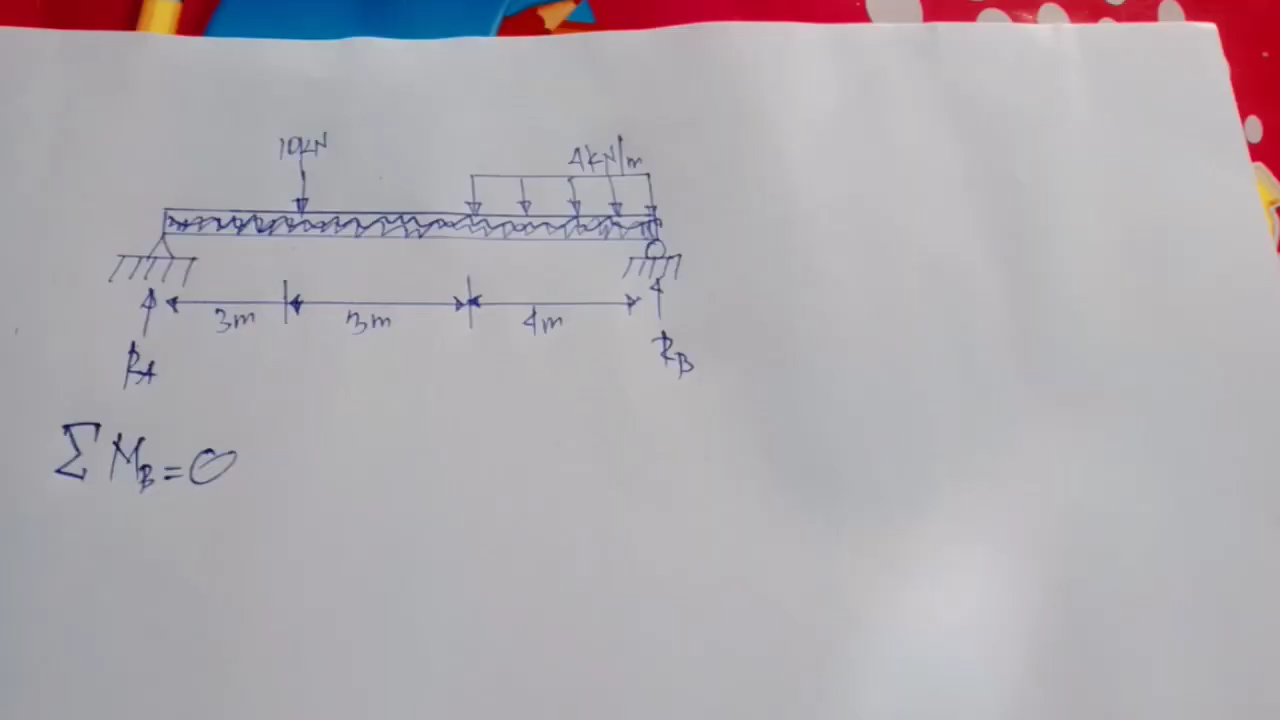 10kN
4kN/m
3m 3m 4m
RA RB
ΣMB=0